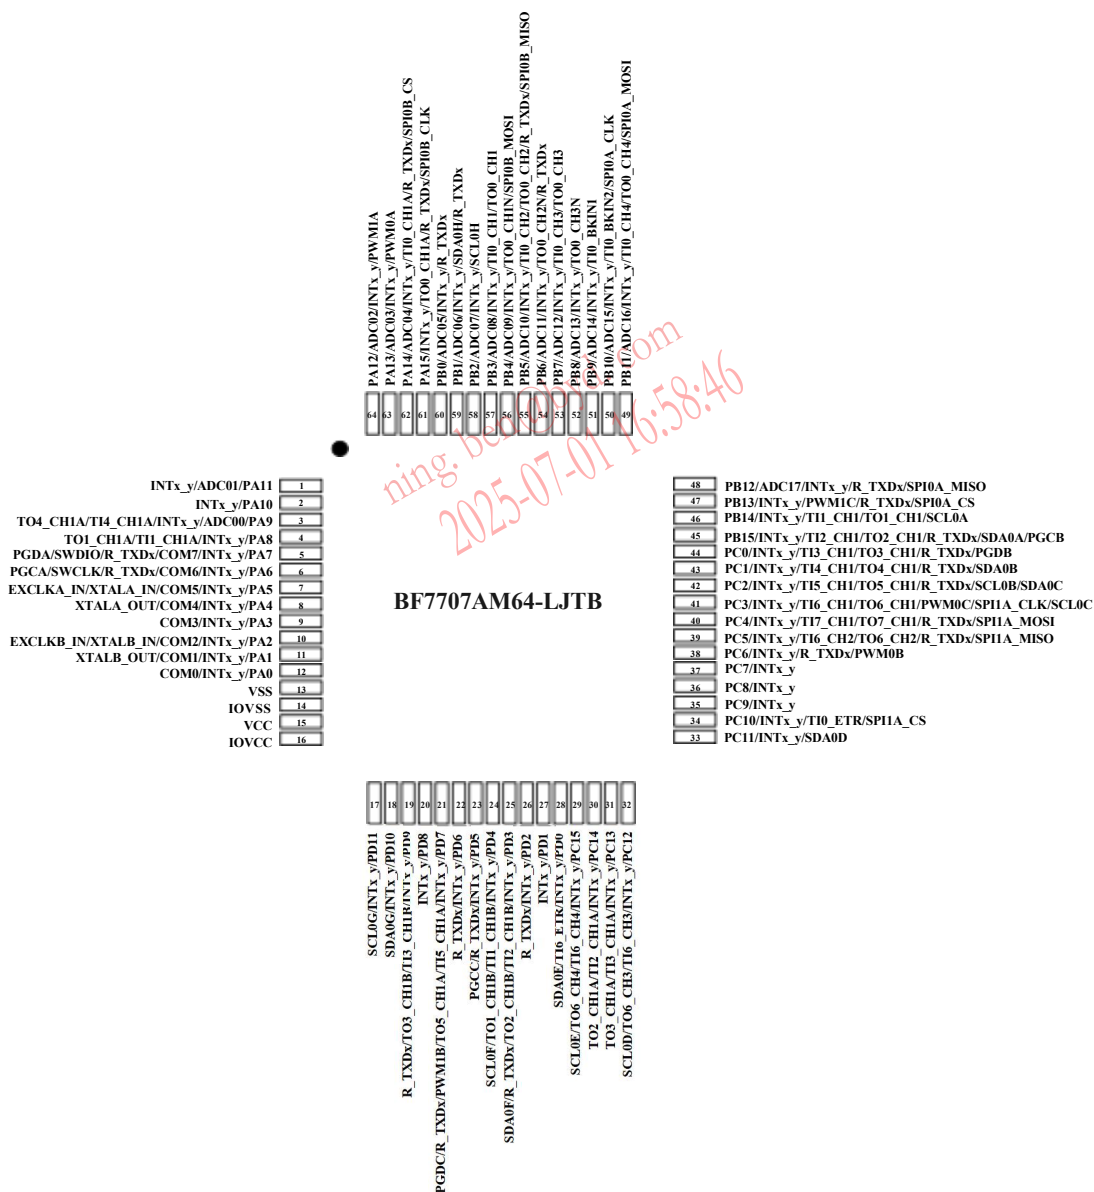 PA12/ADC02/INTx_y/PWM1A
PA13/ADC03/INTx_y/PWM0A
PA14/ADC04/INTx_y/TI0_CH1A/R_TXDx/SPI0B_CS
PA15/INTx_y/TO0_CH1A/R_TXDx/SPI0B_CLK
PB0/ADC05/INTx_y/R_TXDx
PB1/ADC06/INTx_y/SDA0H/R_TXDx
PB2/ADC07/INTx_y/SCL0H
PB3/ADC08/INTx_y/TI0_CH1/TO0_CH1
PB4/ADC09/INTx_y/TO0_CH1N/SPI0B_MOSI
PB5/ADC10/INTx_y/TI0_CH2/TO0_CH2/R_TXDx/SPI0B_MISO
PB6/ADC11/INTx_y/TO0_CH2N/R_TXDx
PB7/ADC12/INTx_y/TI0_CH3/TO0_CH3
PB8/ADC13/INTx_y/TO0_CH3N
PB9/ADC14/INTx_y/TI0_BKIN1
PB10/ADC15/INTx_y/TI0_BKIN2/SPI0A_CLK
PB11/ADC16/INTx_y/TI0_CH4/TO0_CH4/SPI0A_MOSI
64 63 62 61 60 59 58 57 56 55 54 53 52 51 50 49
ning. ben@byd.com
2025-07-01 16:58:46
INTx_y/ADC01/PA11 1
INTx_y/PA10 2
TO4_CH1A/TI4_CH1A/INTx_y/ADC00/PA9 3
TO1_CH1A/TI1_CH1A/INTx_y/PA8 4
PGDA/SWDIO/R_TXDx/COM7/INTx_y/PA7 5
PGCA/SWCLK/R_TXDx/COM6/INTx_y/PA6 6
EXCLKA_IN/XTALA_IN/COM5/INTx_y/PA5 7
XTALA_OUT/COM4/INTx_y/PA4 8
COM3/INTx_y/PA3 9
EXCLKB_IN/XTALB_IN/COM2/INTx_y/PA2 10
XTALB_OUT/COM1/INTx_y/PA1 11
COM0/INTx_y/PA0 12
VSS 13
IOVSS 14
VCC 15
IOVCC 16
BF7707AM64-LJTB
48 PB12/ADC17/INTx_y/R_TXDx/SPI0A_MISO
47 PB13/INTx_y/PWM1C/R_TXDx/SPI0A_CS
46 PB14/INTx_y/TI1_CH1/TO1_CH1/SCL0A
45 PB15/INTx_y/TI2_CH1/TO2_CH1/R_TXDx/SDA0A/PGCB
44 PC0/INTx_y/TI3_CH1/TO3_CH1/R_TXDx/PGDB
43 PC1/INTx_y/TI4_CH1/TO4_CH1/R_TXDx/SDA0B
42 PC2/INTx_y/TI5_CH1/TO5_CH1/R_TXDx/SCL0B/SDA0C
41 PC3/INTx_y/TI6_CH1/TO6_CH1/PWM0C/SPI1A_CLK/SCL0C
40 PC4/INTx_y/TI7_CH1/TO7_CH1/R_TXDx/SPI1A_MOSI
39 PC5/INTx_y/TI6_CH2/TO6_CH2/R_TXDx/SPI1A_MISO
38 PC6/INTx_y/R_TXDx/PWM0B
37 PC7/INTx_y
36 PC8/INTx_y
35 PC9/INTx_y
34 PC10/INTx_y/TI0_ETR/SPI1A_CS
33 PC11/INTx_y/SDA0D
17 18 19 20 21 22 23 24 25 26 27 28 29 30 31 32
SCL0G/INTx_y/PD11
SDA0G/INTx_y/PD10
R_TXDx/TO3_CH1B/TI3_CH1B/INTx_y/PD9
INTx_y/PD8
PGDC/R_TXDx/PWM1B/TO5_CH1A/TI5_CH1A/INTx_y/PD7
R_TXDx/INTx_y/PD6
PGCC/R_TXDx/INTx_y/PD5
SCL0F/TO1_CH1B/TI1_CH1B/INTx_y/PD4
SDA0F/R_TXDx/TO2_CH1B/TI2_CH1B/INTx_y/PD3
R_TXDx/INTx_y/PD2
INTx_y/PD1
SDA0E/TI6_ETR/INTx_y/PD0
SCL0E/TO6_CH4/TI6_CH4/INTx_y/PC15
TO2_CH1A/TI2_CH1A/INTx_y/PC14
TO3_CH1A/TI3_CH1A/INTx_y/PC13
SCL0D/TO6_CH3/TI6_CH3/INTx_y/PC12